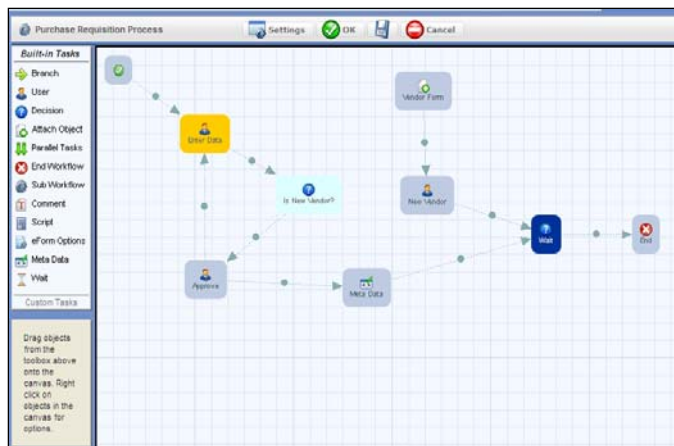 Purchase Requisition Process
Settings
OK
Cancel
Built-in Tasks
Branch
User
Decision
Attach Object
Parallel Tasks
End Workflow
Sub Workflow
Comment
Script
eForm Options
Meta Data
Wait
Custom Tasks
Drag objects
from the
toolbox above
onto the
canvas. Right
click on
objects in the
canvas for
options.
Vendor Form
Enter Data
Is New Vendor?
New Vendor
Wait
End
Approve
Meta Data